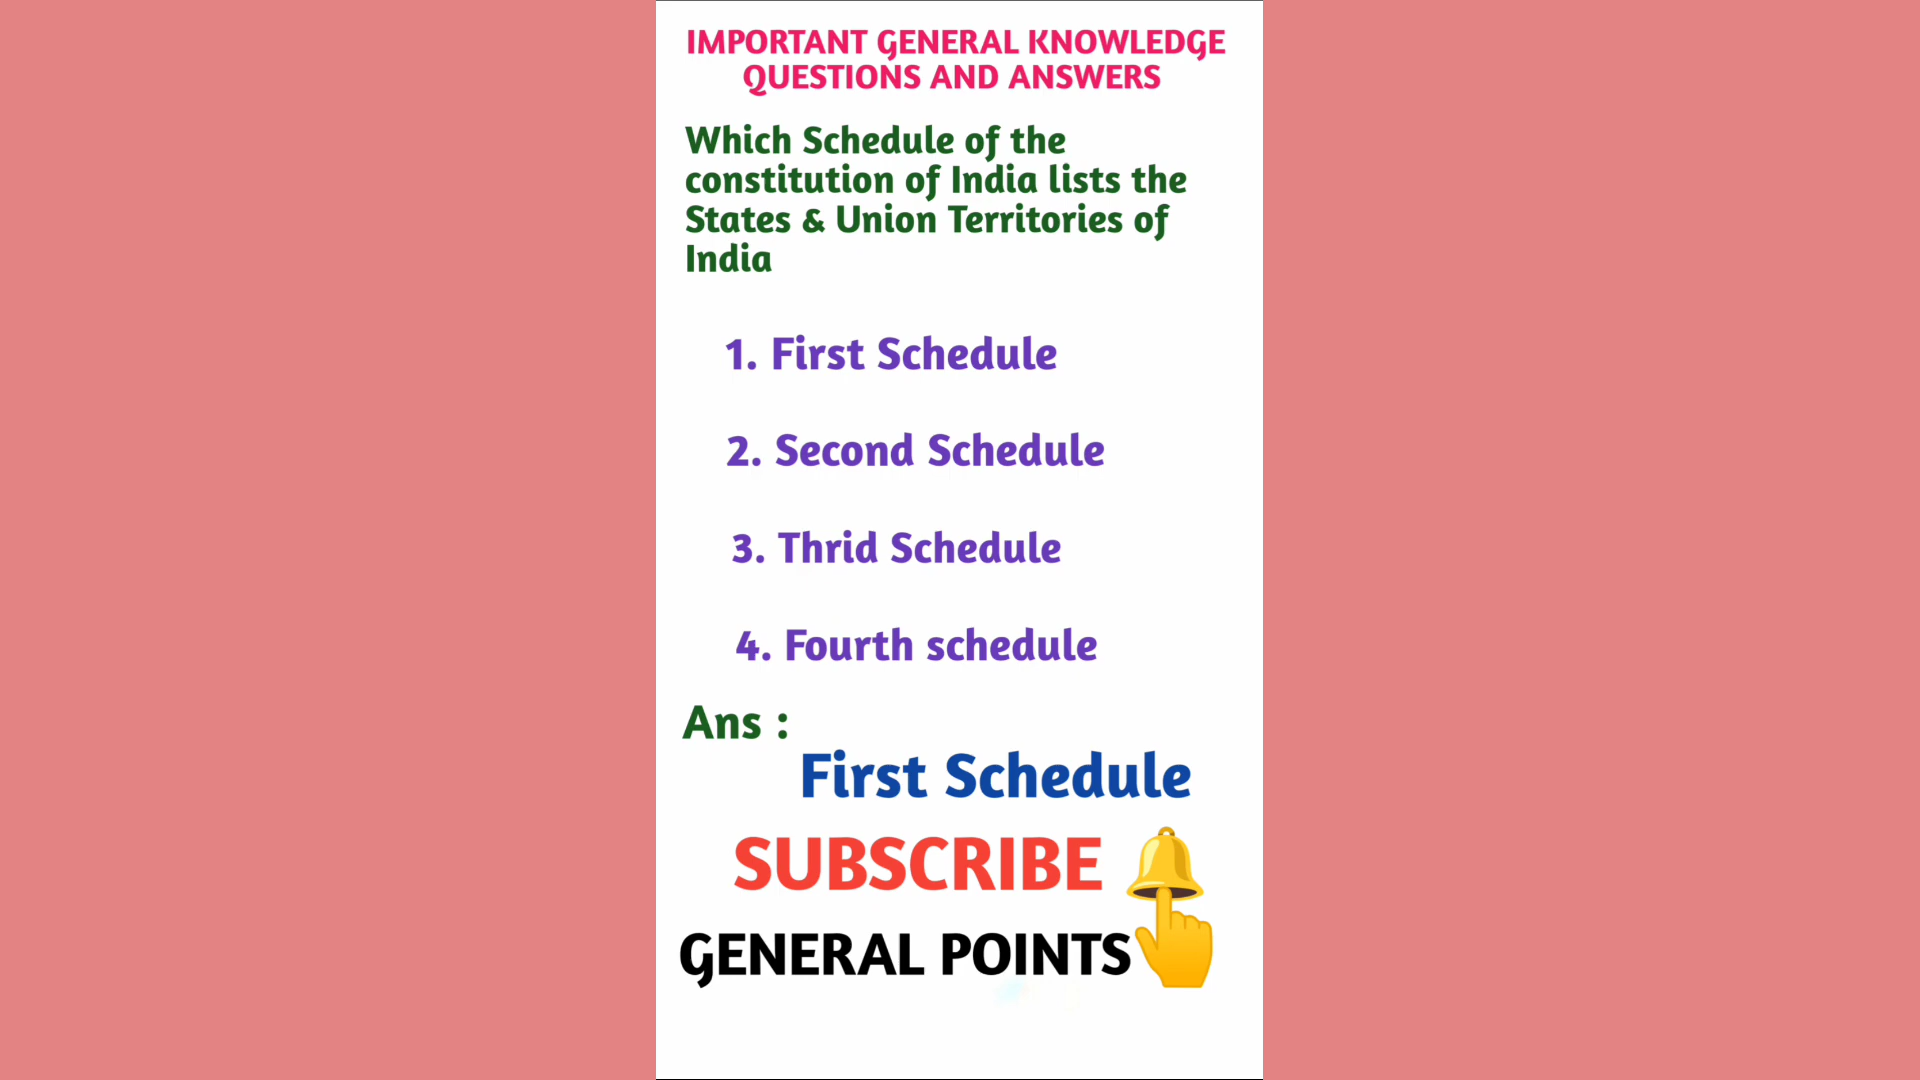 IMPORTANT GENERAL KNOWLEDGE
QUESTIONS AND ANSWERS
Which Schedule of the
constitution of India lists the
States & Union Territories of
India
1. First Schedule
2. Second Schedule
3. Thrid Schedule
4. Fourth schedule
Ans :
First Schedule
SUBSCRIBE
GENERAL POINTS